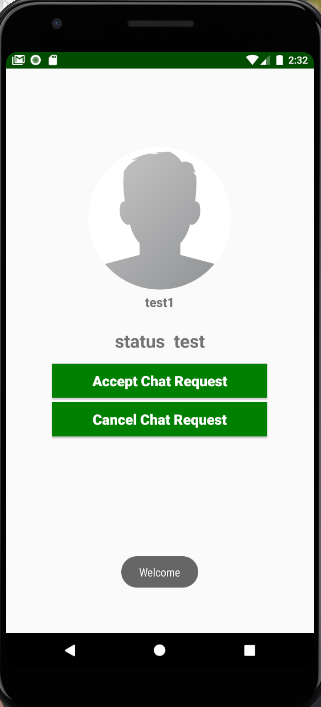 2:32
test1
status  test
Accept Chat Request
Cancel Chat Request
Welcome